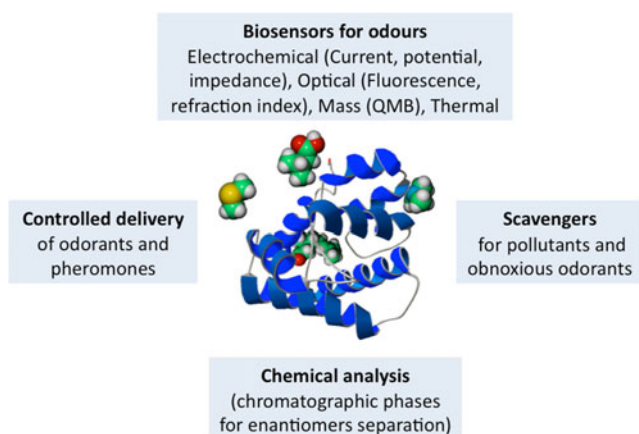 Biosensors for odours
Electrochemical (Current, potential,
impedance), Optical (Fluorescence,
refraction index), Mass (QMB), Thermal
Controlled delivery
of odorants and
pheromones
Scavengers
for pollutants and
obnoxious odorants
Chemical analysis
(chromatographic phases
for enantiomers separation)